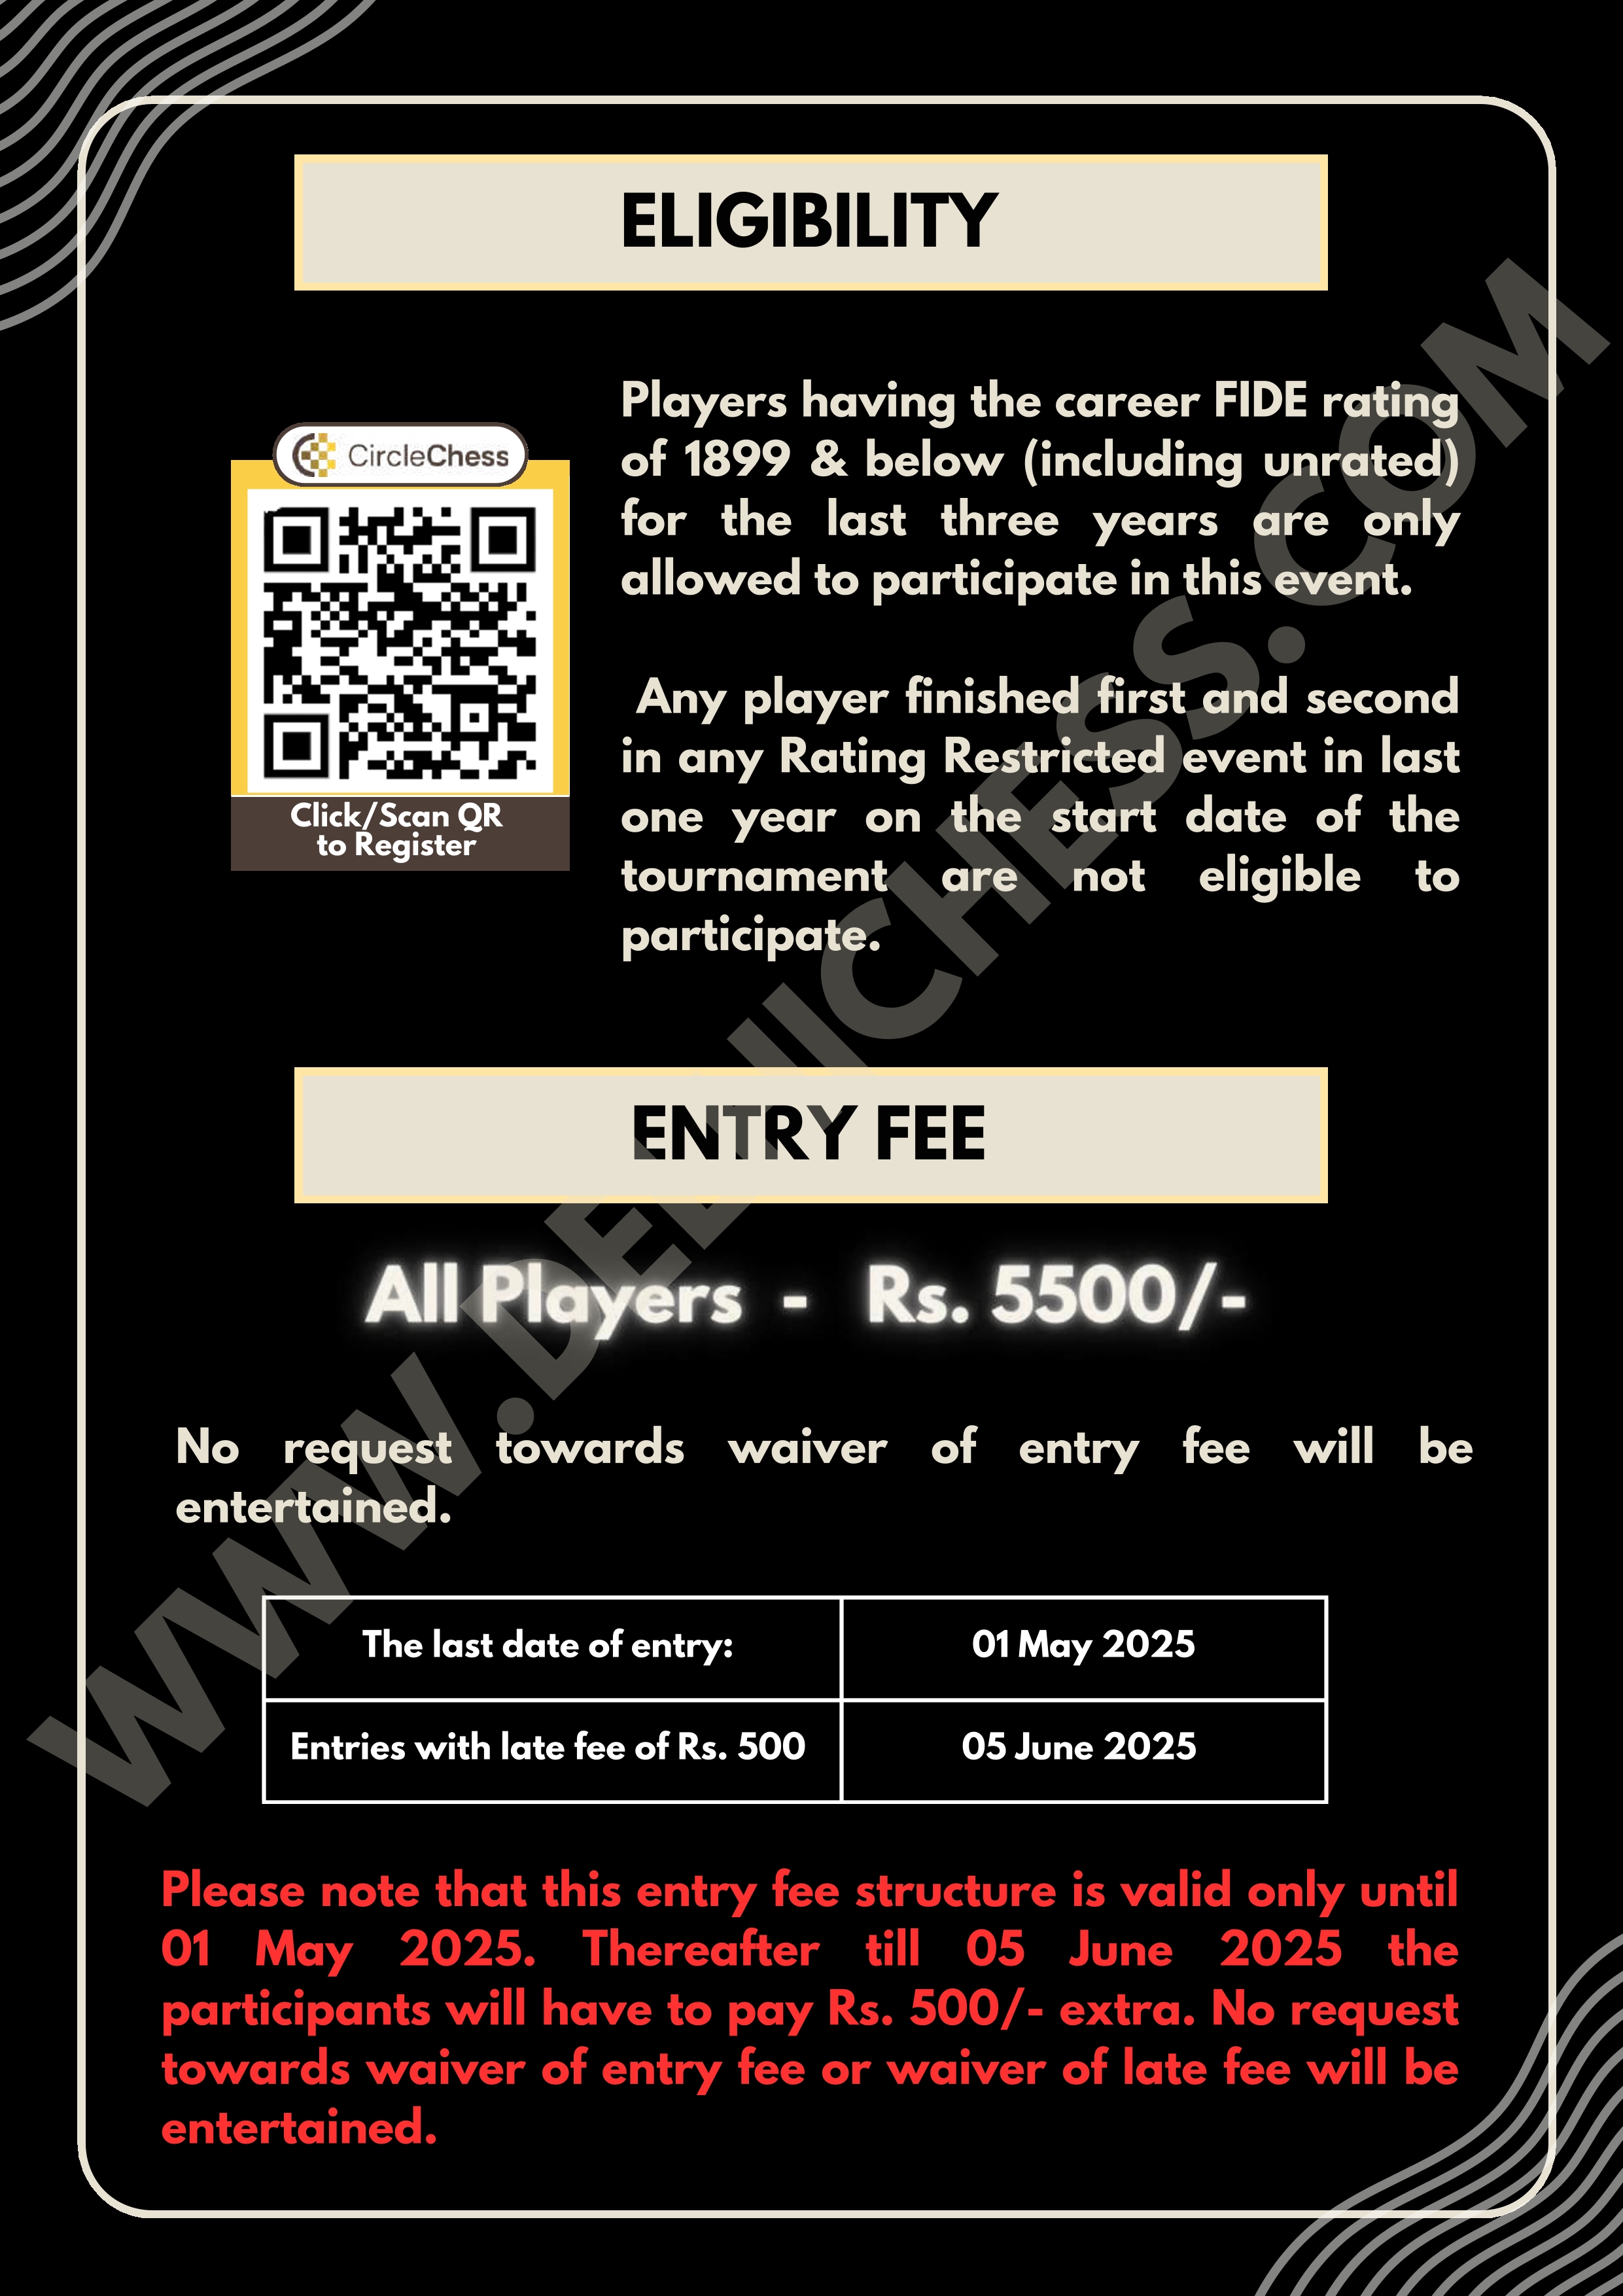 ELIGIBILITY
CircleChess
Click/Scan QR
to Register
Players having the career FIDE rating
of 1899 & below (including unrated)
for the last three years are only
allowed to participate in this event.
Any player finished first and second
in any Rating Restricted event in last
one year on the start date of the
tournament are not eligible to
participate.
ENTRY FEE
All Players - Rs. 5500/-
No request towards waiver of entry fee will be
entertained.
The last date of entry: 01 May 2025
Entries with late fee of Rs. 500 05 June 2025
Please note that this entry fee structure is valid only until
01 May 2025. Thereafter till 05 June 2025 the
participants will have to pay Rs. 500/- extra. No request
towards waiver of entry fee or waiver of late fee will be
entertained.
WWW.DELHICHESS.COM